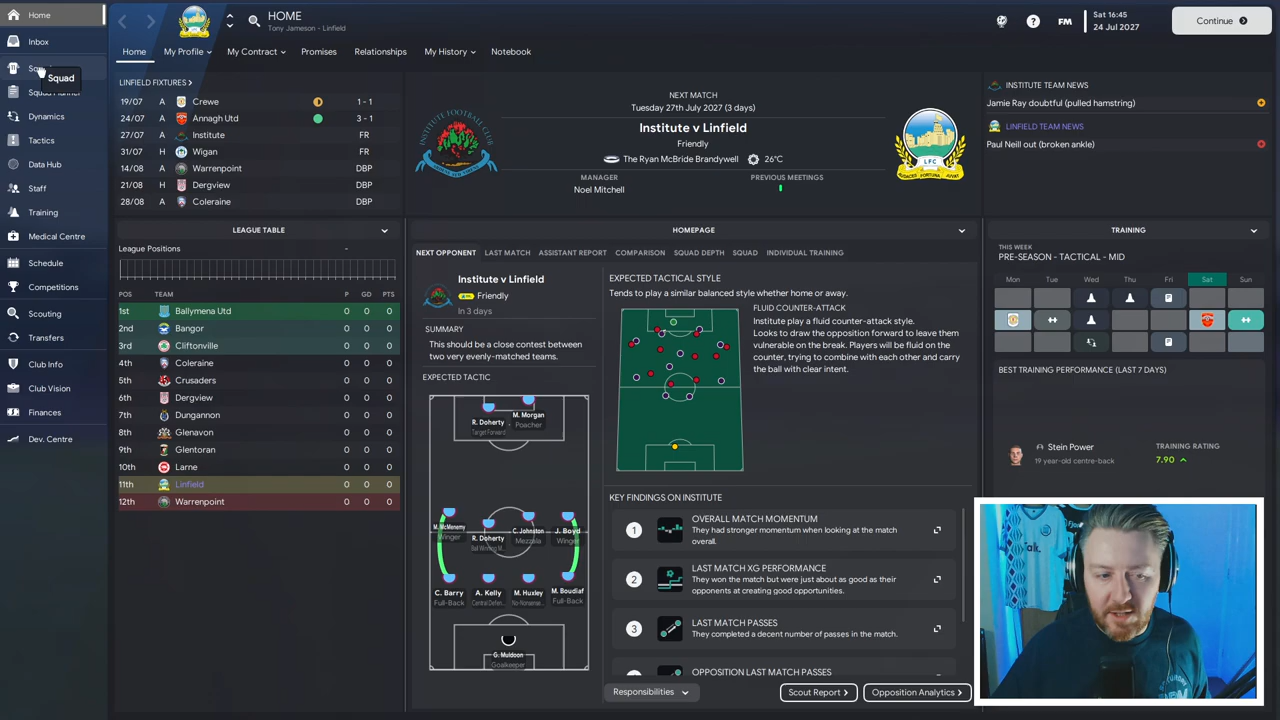 Home
HOME
Tony Jameson - Linfield
Sat 16:45
24 Jul 2027
FM
Continue
Inbox
Squad
Squad Planner
Dynamics
Tactics
Data Hub
Staff
Training
Medical Centre
Schedule
Competitions
Scouting
Transfers
Club Info
Club Vision
Finances
Dev. Centre
Home My Profile My Contract Promises Relationships My History Notebook
LINFIELD FIXTURES
19/07 A Crewe 1 - 1
24/07 A Annagh Utd 3 - 1
27/07 A Institute FR
31/07 H Wigan FR
14/08 A Warrenpoint DBP
21/08 H Dergview DBP
28/08 A Coleraine DBP
NEXT MATCH
Tuesday 27th July 2027 (3 days)
Institute v Linfield
Friendly
The Ryan McBride Brandywell 26°C
MANAGER
Noel Mitchell
PREVIOUS MEETINGS
INSTITUTE TEAM NEWS
Jamie Ray doubtful (pulled hamstring)
LINFIELD TEAM NEWS
Paul Neill out (broken ankle)
LEAGUE TABLE
League Positions -
POS TEAM P GD PTS
1st Ballymena Utd 0 0 0
2nd Bangor 0 0 0
3rd Cliftonville 0 0 0
4th Coleraine 0 0 0
5th Crusaders 0 0 0
6th Dergview 0 0 0
7th Dungannon 0 0 0
8th Glenavon 0 0 0
9th Glentoran 0 0 0
10th Larne 0 0 0
11th Linfield 0 0 0
12th Warrenpoint 0 0 0
HOMEPAGE
NEXT OPPONENT LAST MATCH ASSISTANT REPORT COMPARISON SQUAD DEPTH SQUAD INDIVIDUAL TRAINING
Institute v Linfield
Friendly
In 3 days
SUMMARY
This should be a close contest between
two very evenly-matched teams.
EXPECTED TACTIC
R. Doherty
Target Forward
M. Morgan
Poacher
M. McMenemy
Winger
R. Doherty
Ball Winning M...
C. Johnston
Mezzala
J. Boyd
Winger
C. Barry
Full-Back
A. Kelly
Central Defen...
M. Huxley
No-Nonsense...
M. Boudiaf
Full-Back
G. Muldoon
Goalkeeper
EXPECTED TACTICAL STYLE
Tends to play a similar balanced style whether home or away.
FLUID COUNTER-ATTACK
Institute play a fluid counter-attack style.
Looks to draw the opposition forward to leave them
vulnerable on the break. Players will be fluid on the
counter, trying to combine with each other and carry
the ball with clear intent.
KEY FINDINGS ON INSTITUTE
1 OVERALL MATCH MOMENTUM
They had stronger momentum when looking at the match
overall.
2 LAST MATCH XG PERFORMANCE
They won the match but were just about as good as their
opponents at creating good opportunities.
3 LAST MATCH PASSES
They completed a decent number of passes in the match.
OPPOSITION LAST MATCH PASSES
Responsibilities Scout Report Opposition Analytics
TRAINING
THIS WEEK
PRE-SEASON - TACTICAL - MID
Mon Tue Wed Thu Fri Sat Sun
BEST TRAINING PERFORMANCE (LAST 7 DAYS)
Stein Power
19 year-old centre-back
TRAINING RATING
7.90